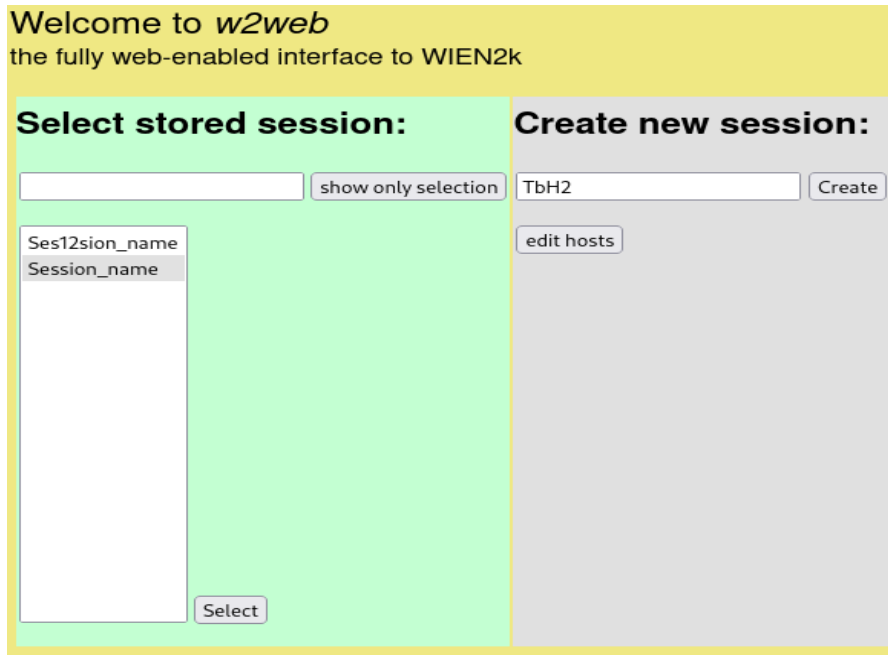 Welcome to w2web
the fully web-enabled interface to WIEN2k
Select stored session:
show only selection
Ses12sion_name
Session_name
Select
Create new session:
TbH2
Create
edit hosts